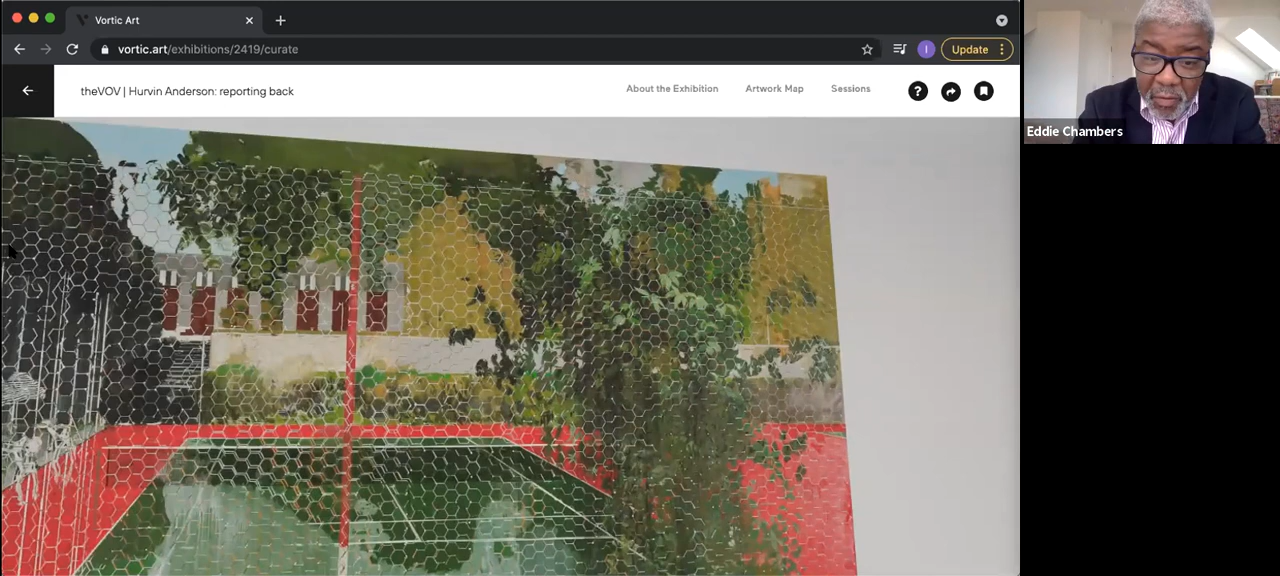 Vortic Art
vortic.art/exhibitions/2419/curate
I
Update
theVOV | Hurvin Anderson: reporting back
About the Exhibition
Artwork Map
Sessions
?
Eddie Chambers